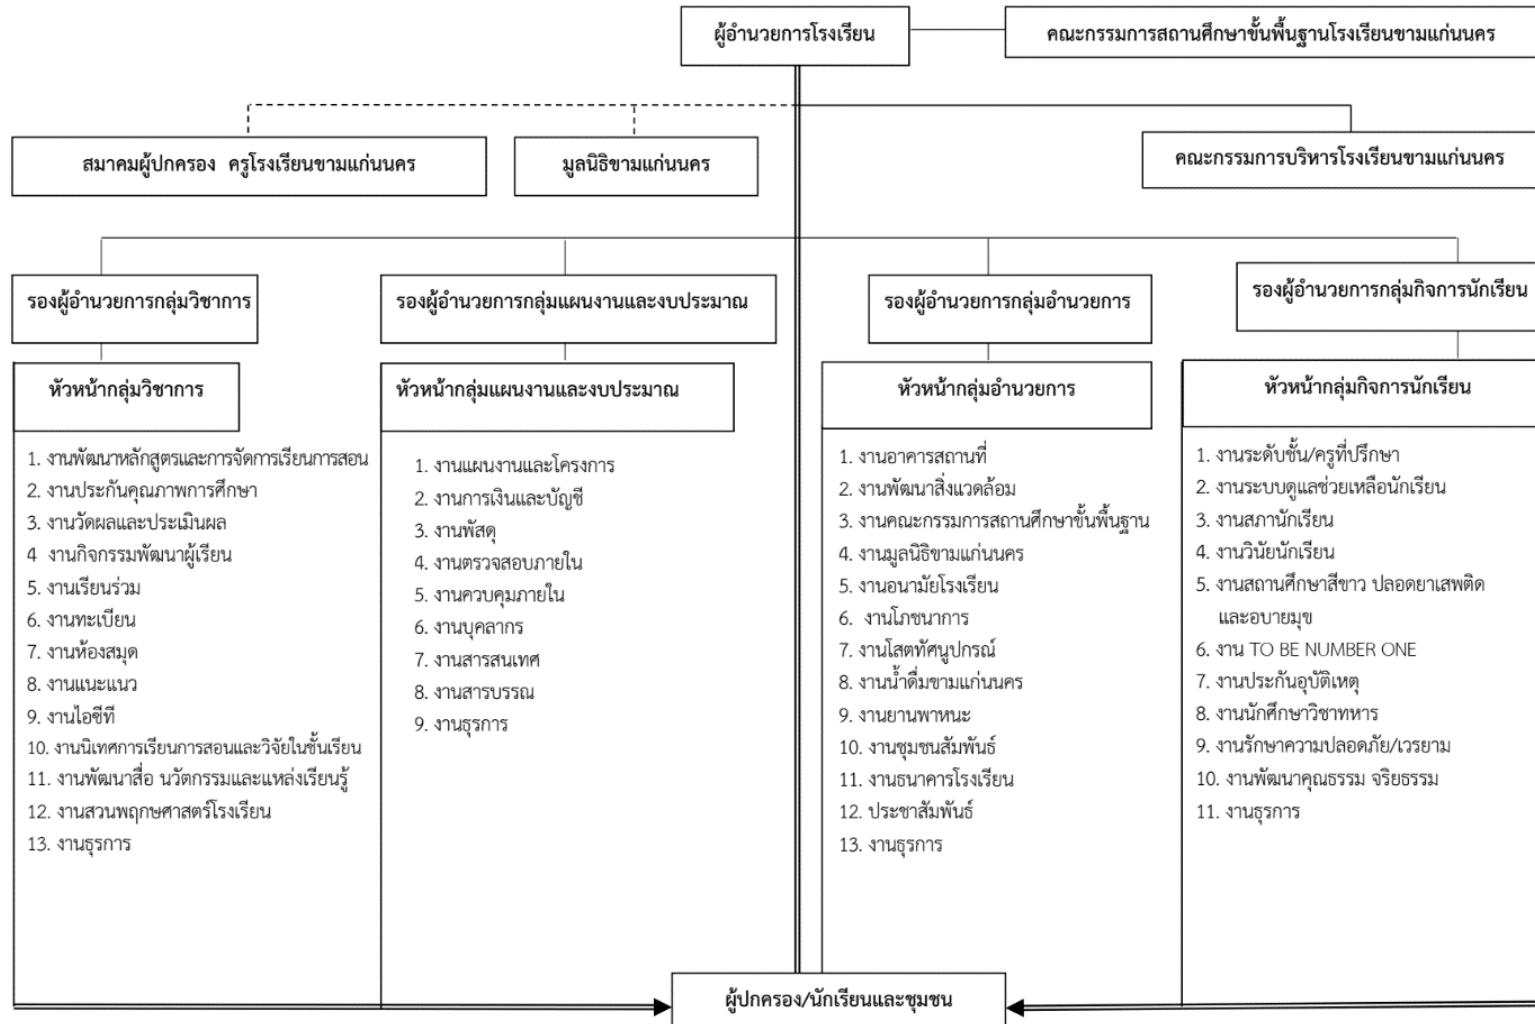 ผู้อำนวยการโรงเรียน
คณะกรรมการสถานศึกษาขั้นพื้นฐานโรงเรียนขามแก่นนคร
สมาคมผู้ปกครอง ครูโรงเรียนขามแก่นนคร
มูลนิธิขามแก่นนคร
คณะกรรมการบริหารโรงเรียนขามแก่นนคร
รองผู้อำนวยการกลุ่มวิชาการ
รองผู้อำนวยการกลุ่มแผนงานและงบประมาณ
รองผู้อำนวยการกลุ่มอำนวยการ
รองผู้อำนวยการกลุ่มกิจการนักเรียน
หัวหน้ากลุ่มวิชาการ
1. งานพัฒนาหลักสูตรและการจัดการเรียนการสอน
2. งานประกันคุณภาพการศึกษา
3. งานวัดผลและประเมินผล
4 งานกิจกรรมพัฒนาผู้เรียน
5. งานเรียนร่วม
6. งานทะเบียน
7. งานห้องสมุด
8. งานแนะแนว
9. งานไอซีที
10. งานนิเทศการเรียนการสอนและวิจัยในชั้นเรียน
11. งานพัฒนาสื่อ นวัตกรรมและแหล่งเรียนรู้
12. งานสวนพฤกษศาสตร์โรงเรียน
13. งานธุรการ
หัวหน้ากลุ่มแผนงานและงบประมาณ
1. งานแผนงานและโครงการ
2. งานการเงินและบัญชี
3. งานพัสดุ
4. งานตรวจสอบภายใน
5. งานควบคุมภายใน
6. งานบุคลากร
7. งานสารสนเทศ
8. งานสารบรรณ
9. งานธุรการ
หัวหน้ากลุ่มอำนวยการ
1. งานอาคารสถานที่
2. งานพัฒนาสิ่งแวดล้อม
3. งานคณะกรรมการสถานศึกษาขั้นพื้นฐาน
4. งานมูลนิธิขามแก่นนคร
5. งานอนามัยโรงเรียน
6. งานโภชนาการ
7. งานโสตทัศนูปกรณ์
8. งานน้ำดื่มขามแก่นนคร
9. งานยานพาหนะ
10. งานชุมชนสัมพันธ์
11. งานธนาคารโรงเรียน
12. ประชาสัมพันธ์
13. งานธุรการ
หัวหน้ากลุ่มกิจการนักเรียน
1. งานระดับชั้น/ครูที่ปรึกษา
2. งานระบบดูแลช่วยเหลือนักเรียน
3. งานสภานักเรียน
4. งานวินัยนักเรียน
5. งานสถานศึกษาสีขาว ปลอดยาเสพติด
และอบายมุข
6. งาน TO BE NUMBER ONE
7. งานประกันอุบัติเหตุ
8. งานนักศึกษาวิชาทหาร
9. งานรักษาความปลอดภัย/เวรยาม
10. งานพัฒนาคุณธรรม จริยธรรม
11. งานธุรการ
ผู้ปกครอง/นักเรียนและชุมชน